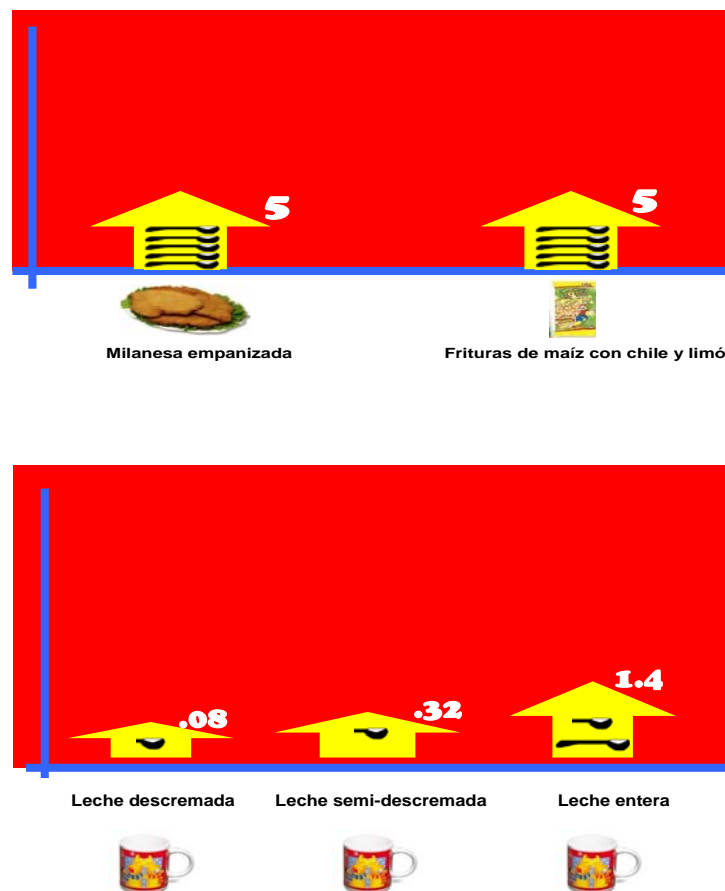 5 5
Milanesa empanizada Frituras de maíz con chile y limó
.08 .32 1.4
Leche descremada Leche semi-descremada Leche entera